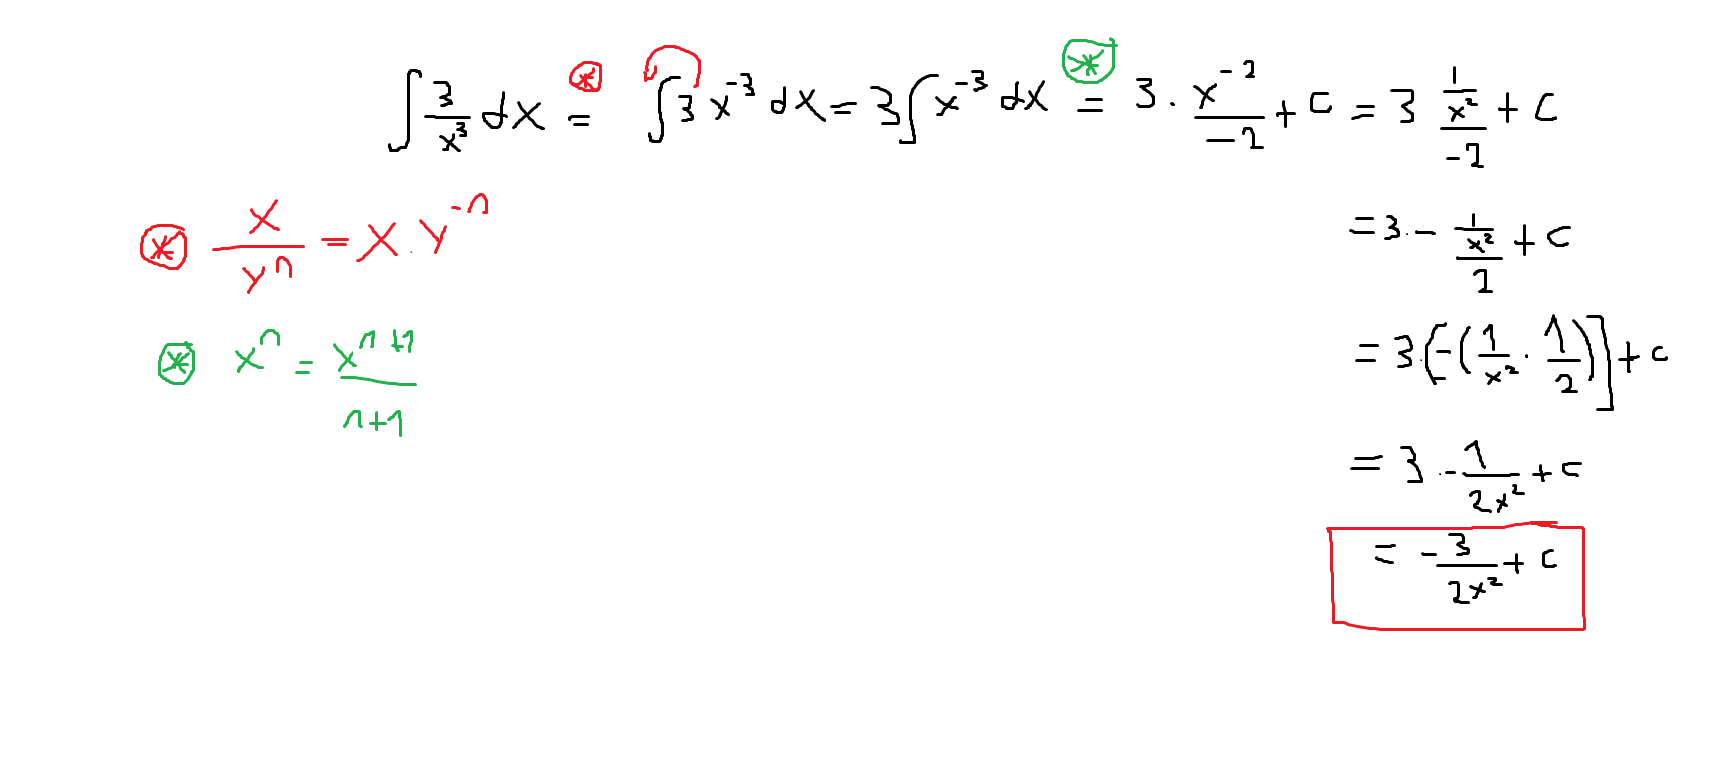 ∫ 3/x³ dx ⊛= ∫ 3 x⁻³ dx = 3 ∫ x⁻³ dx ⊛= 3 · x⁻²/-2 + c = 3 (1/x²)/-2 + c
⊛ x/yⁿ = x · y⁻ⁿ
= 3 · - (1/x²)/2 + c
⊛ xⁿ = xⁿ⁺¹/n+1
= 3 · [-(1/x² · 1/2)] + c
= 3 · - 1/2x² + c
= - 3/2x² + c